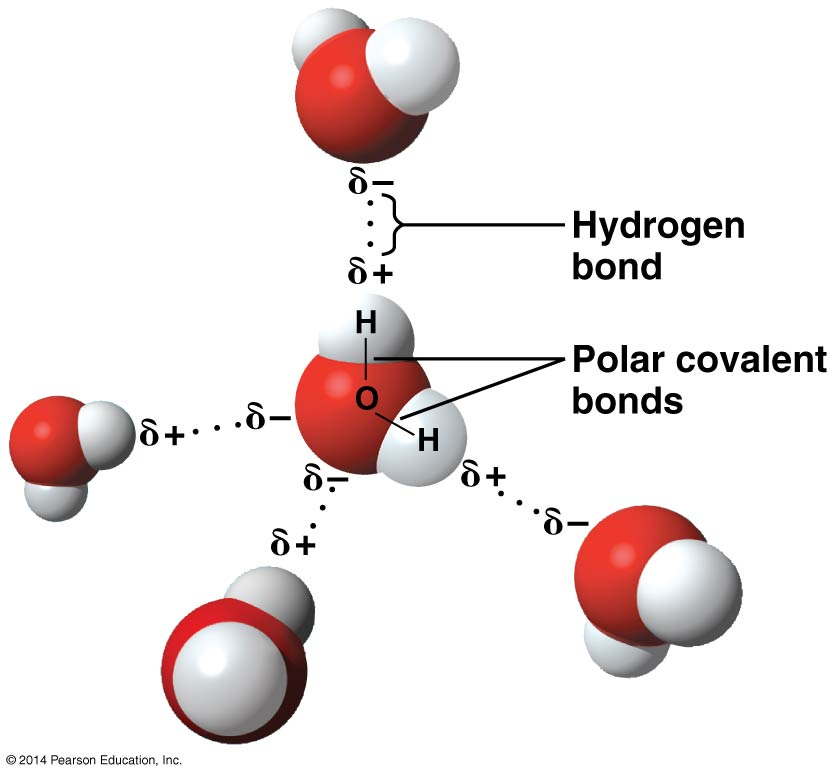 δ−
Hydrogen
bond
δ+
H
Polar covalent
bonds
O
δ−
δ+
H
δ−
δ+
δ−
δ+
© 2014 Pearson Education, Inc.